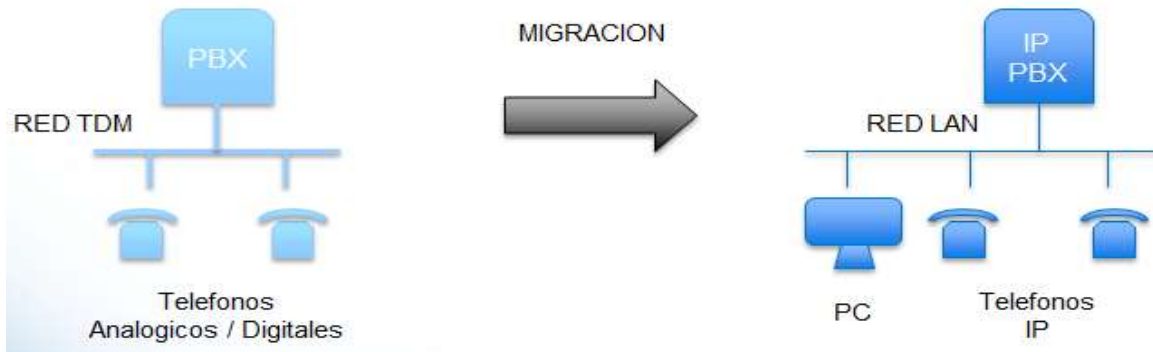 PBX
RED TDM
Telefonos
Analogicos / Digitales
MIGRACION
IP
PBX
RED LAN
PC
Telefonos
IP